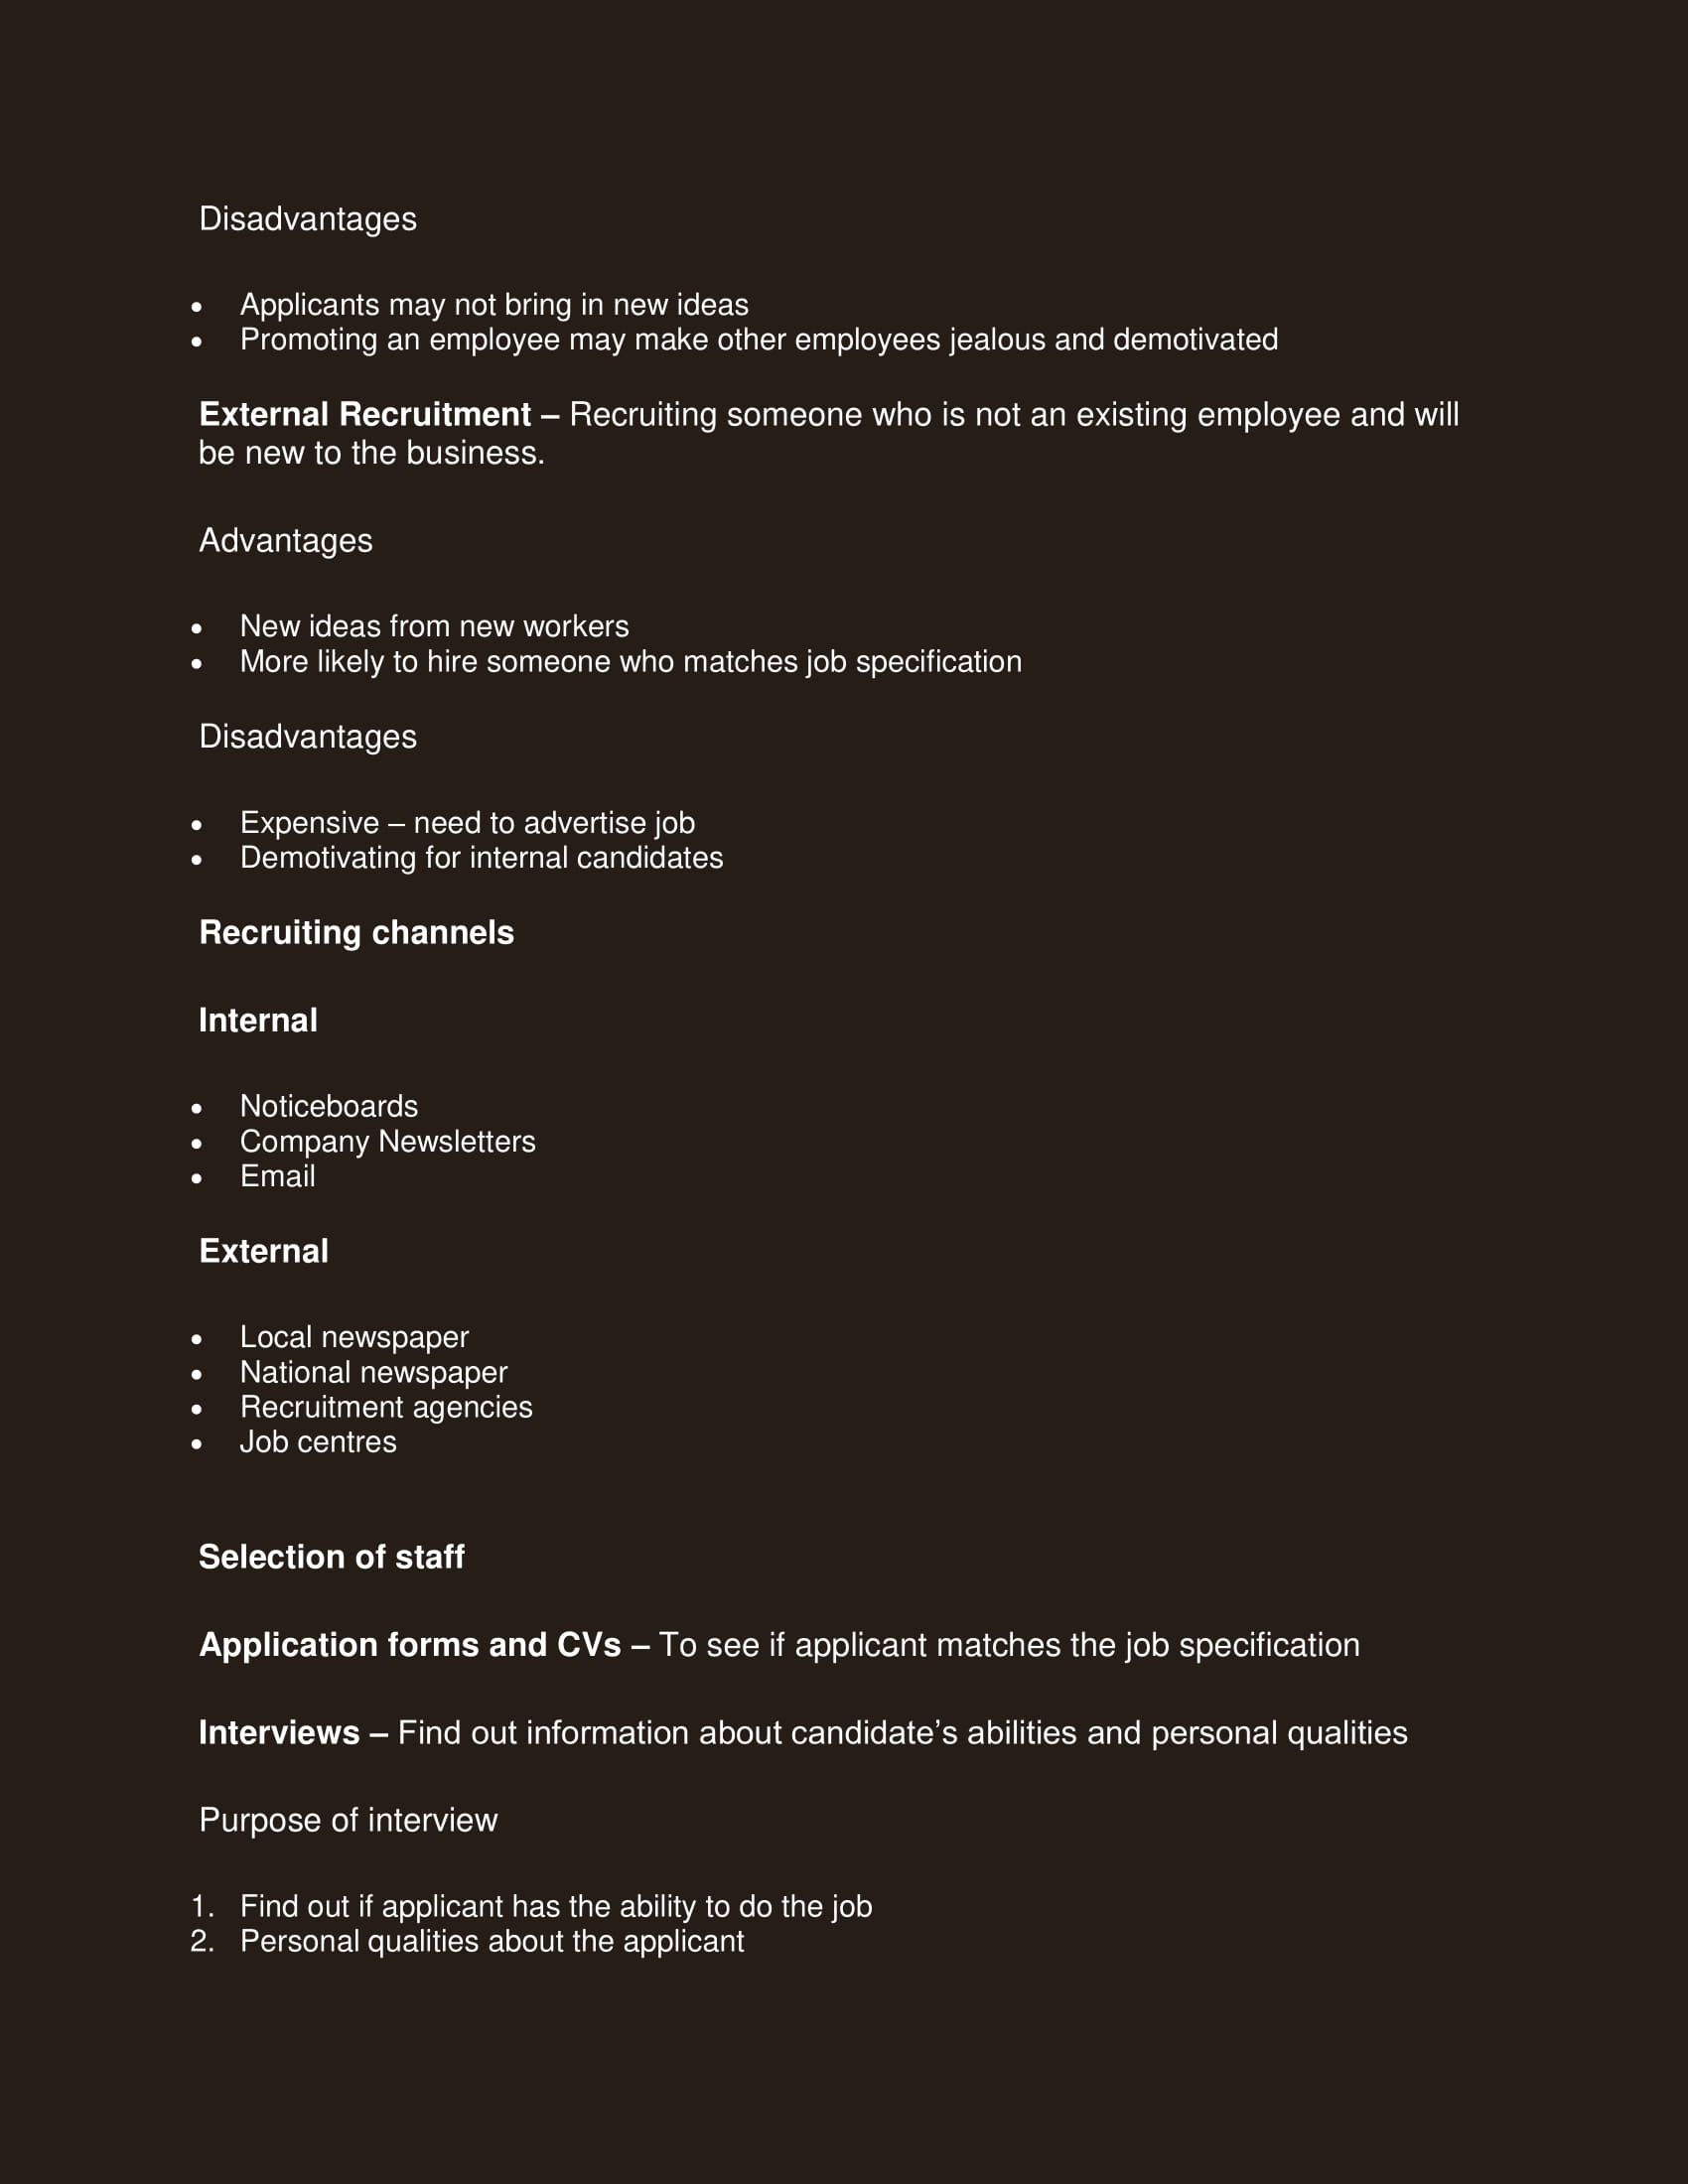 Disadvantages
• Applicants may not bring in new ideas
• Promoting an employee may make other employees jealous and demotivated
External Recruitment – Recruiting someone who is not an existing employee and will
be new to the business.
Advantages
• New ideas from new workers
• More likely to hire someone who matches job specification
Disadvantages
• Expensive – need to advertise job
• Demotivating for internal candidates
Recruiting channels
Internal
• Noticeboards
• Company Newsletters
• Email
External
• Local newspaper
• National newspaper
• Recruitment agencies
• Job centres
Selection of staff
Application forms and CVs – To see if applicant matches the job specification
Interviews – Find out information about candidate’s abilities and personal qualities
Purpose of interview
1. Find out if applicant has the ability to do the job
2. Personal qualities about the applicant